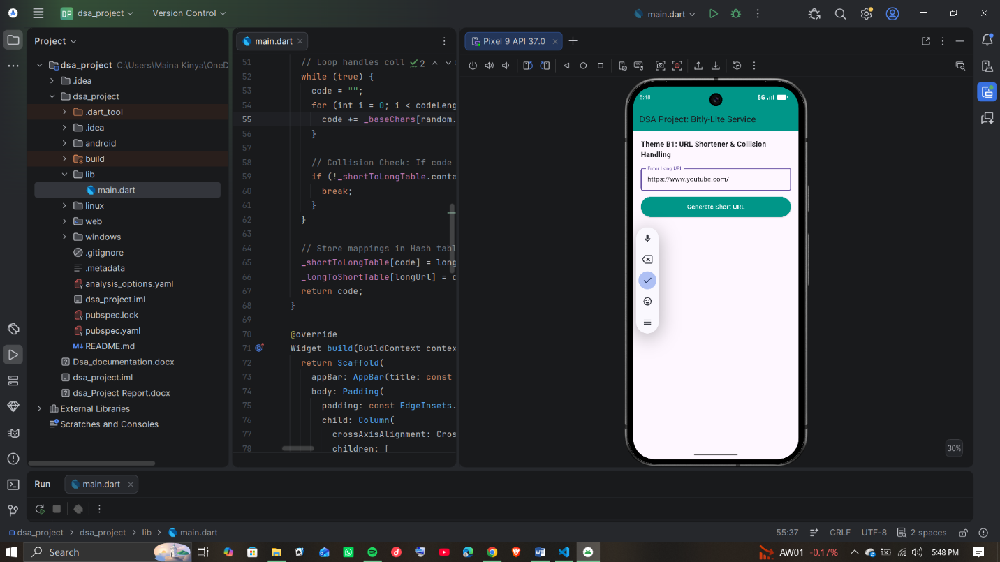 DP dsa_project
Version Control
main.dart
Project
dsa_project C:\Users\Maina Kinya\OneD
.idea
dsa_project
.dart_tool
.idea
android
build
lib
main.dart
linux
web
windows
.gitignore
.metadata
analysis_options.yaml
dsa_project.iml
pubspec.lock
pubspec.yaml
M↓ README.md
Dsa_documentation.docx
dsa_project.iml
dsa_Project Report.docx
External Libraries
Scratches and Consoles
main.dart
2
51 // Loop handles coll
52 while (true) {
53 code = "";
54 for (int i = 0; i < codeLeng
55 code += _baseChars[random.
56 }
57
58 // Collision Check: If code
59 if (!_shortToLongTable.conta
60 break;
61 }
62 }
63
64 // Store mappings in Hash tabl
65 _shortToLongTable[code] = long
66 _longToShortTable[longUrl] = c
67 return code;
68 }
69
70 @override
71 Widget build(BuildContext contex
72 return Scaffold(
73 appBar: AppBar(title: const
74 body: Padding(
75 padding: const EdgeInsets.
76 child: Column(
77 crossAxisAlignment: Cros
78 children: [
Pixel 9 API 37.0
5:48 5G
DSA Project: Bitly-Lite Service
Theme B1: URL Shortener & Collision
Handling
Enter Long URL
https://www.youtube.com/
Generate Short URL
30%
Run
main.dart
dsa_project > dsa_project > lib > main.dart
55:37 CRLF UTF-8 2 spaces
Search
AW01 -0.17% 5:48 PM